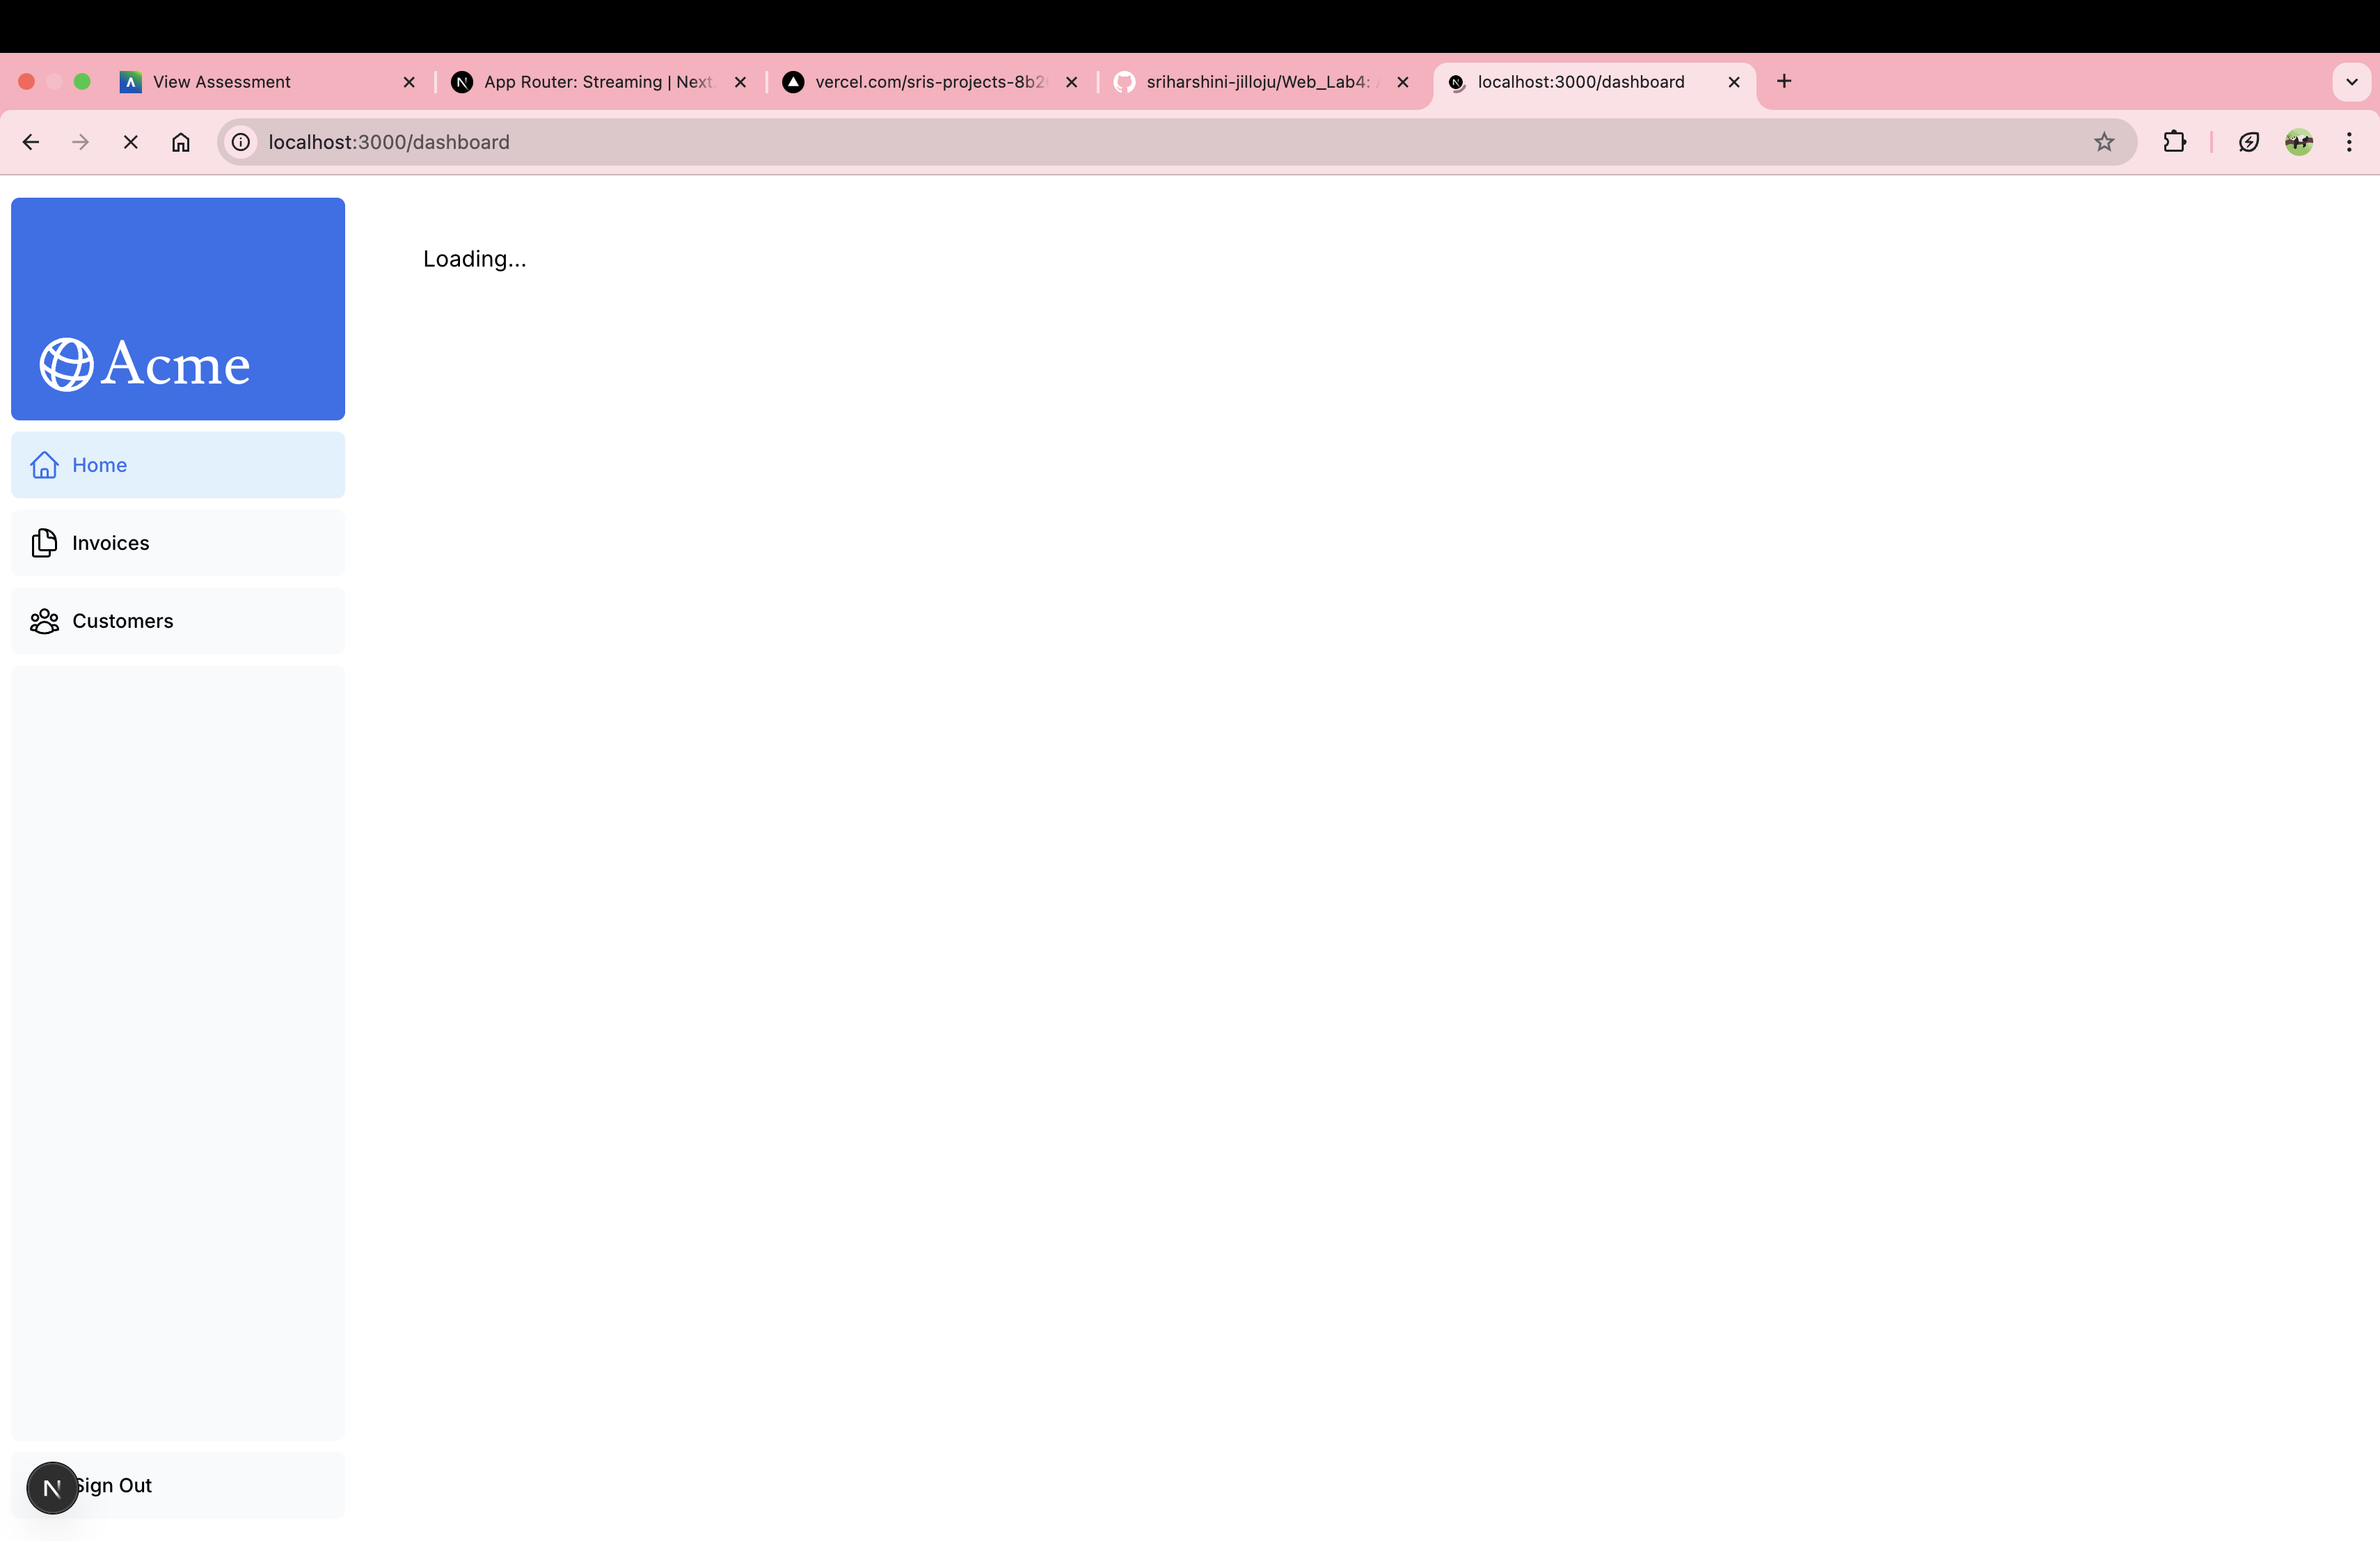 View Assessment
App Router: Streaming | Next.
vercel.com/sris-projects-8b2
sriharshini-jilloju/Web_Lab4:
localhost:3000/dashboard
localhost:3000/dashboard
Loading...
Acme
Home
Invoices
Customers
N
Sign Out